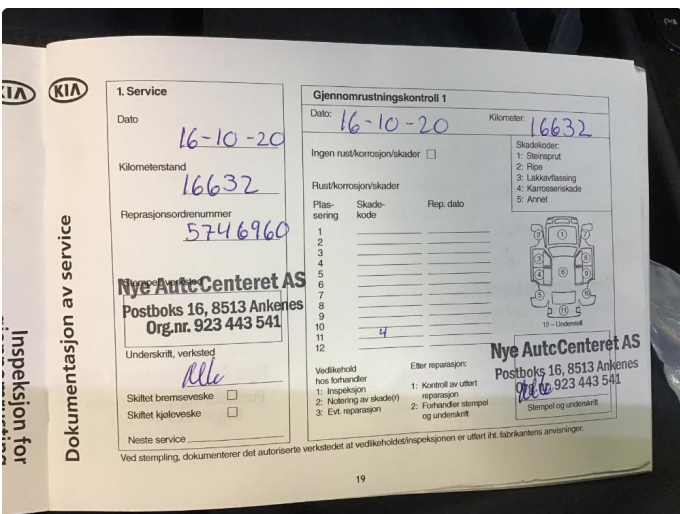 KIA
KIA
Inspeksjon for
Dokumentasjon av service
1. Service
Dato
16-10-20
Kilometerstand
16632
Reprasjonsordrenummer
5746960
Stempel, verksted
Nye AutoCenteret AS
Postboks 16, 8513 Ankenes
Org.nr. 923 443 541
Underskrift, verksted
Skiftet bremseveske
Skiftet kjøleveske
Neste service
Gjennomrustningskontroll 1
Dato: 16-10-20 Kilometer: 16632
Ingen rust/korrosjon/skader
Skadekoder:
1: Steinsprut
2: Ripe
3: Lakkavflassing
4: Karrosseriskade
5: Annet
Rust/korrosjon/skader
Plas-
sering
Skade-
kode
Rep. dato
1
2
3
4
5
6
7
8
9
10
11 4
12
12 – Understell
Vedlikehold
hos forhandler
1: Inspeksjon
2: Notering av skade(r)
3: Evt. reparasjon
Etter reparasjon:
1: Kontroll av utført
reparasjon
2: Forhandler stempel
og underskrift
Nye AutoCenteret AS
Postboks 16, 8513 Ankenes
Org.nr. 923 443 541
Stempel og underskrift
Ved stempling, dokumenterer det autoriserte verkstedet at vedlikeholdet/inspeksjonen er utført iht. fabrikantens anvisninger.
19